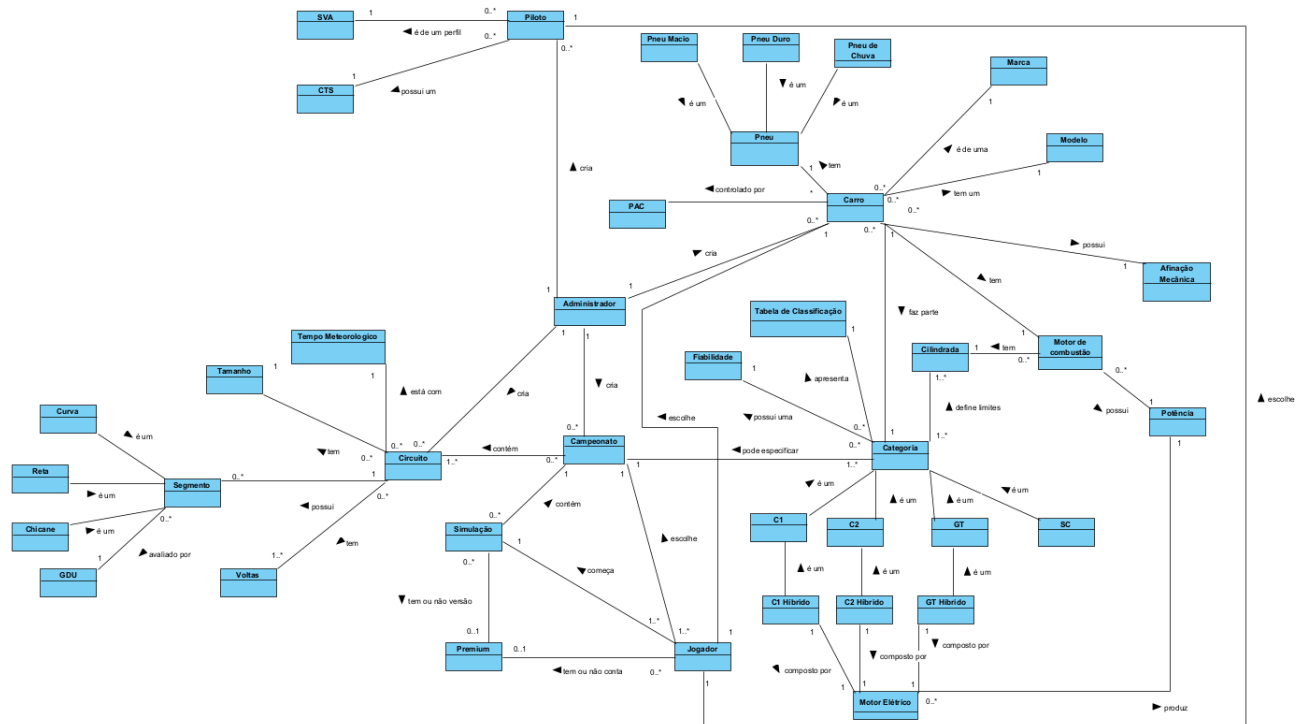 SVA
1
0..*
Piloto
1
é de um perfil
0..*
0..*
1
CTS
possui um
Pneu Macio
Pneu Duro
Pneu de
Chuva
Marca
1
é um
é um
é um
Pneu
Modelo
1
é de uma
1
tem
tem um
cria
controlado por
*
0..*
0..*
0..*
PAC
Carro
0..*
1
0..*
1
cria
possui
1
Afinação
Mecânica
tem
1
1
Administrador
1
1
0..*
Tabela de Classificação
1
faz parte
1
Motor de
combustão
Tempo Meteorologico
1
Tamanho
1
Fiabilidade
1
Cilindrada
1
tem
0..*
1..*
0..*
está com
cria
cria
apresenta
possui
1
Potência
1
escolhe
Curva
possui uma
define limites
escolhe
é um
tem
0..*
0..*
0..*
contém
0..*
Campeonato
1
pode especificar
0..*
1
1..*
Categoria
1..*
Reta
é um
Segmento
0..*
1
Circuito
1..*
0..*
1
1
0..*
possui
0..*
é um
é um
é um
é um
Chicane
é um
contém
C1
C2
GT
SC
avaliado por
1
tem
0..*
Simulação
1
escolhe
GDU
1..*
Voltas
0..*
começa
é um
é um
é um
tem ou não versão
C1 Híbrido
C2 Híbrido
GT Híbrido
1
1
1
1..*
1..*
1
0..1
Premium
0..1
Jogador
composto por
composto por
composto por
tem ou não conta
0..*
1
1
1
1
Motor Elétrico
0..*
produz